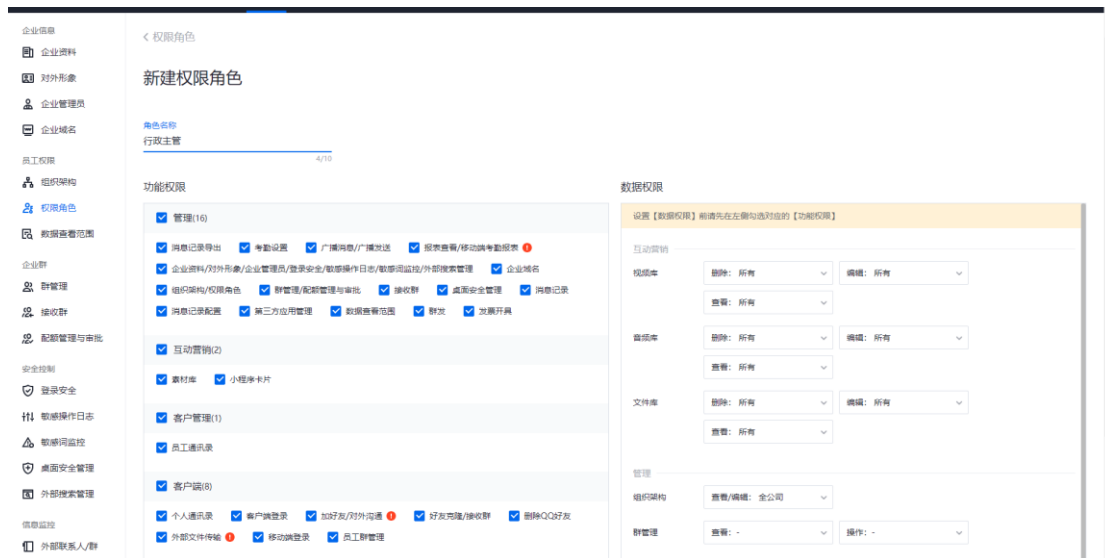 企业信息
企业资料
对外形象
企业管理员
企业域名
员工权限
组织架构
权限角色
数据查看范围
企业群
群管理
接收群
配额管理与审批
安全控制
登录安全
敏感操作日志
敏感词监控
桌面安全管理
外部搜索管理
信息监控
外部联系人/群
< 权限角色
新建权限角色
角色名称
行政主管
4/10
功能权限
管理(16)
消息记录导出 考勤设置 广播消息/广播发送 报表查看/移动端考勤报表
企业资料/对外形象/企业管理员/登录安全/敏感操作日志/敏感词监控/外部搜索管理 企业域名
组织架构/权限角色 群管理/配额管理与审批 接收群 桌面安全管理 消息记录
消息记录配置 第三方应用管理 数据查看范围 群发 发票开具
互动营销(2)
素材库 小程序卡片
客户管理(1)
员工通讯录
客户端(8)
个人通讯录 客户端登录 加好友/对外沟通 好友克隆/接收群 删除QQ好友
外部文件传输 移动端登录 员工群管理
数据权限
设置【数据权限】前请先在左侧勾选对应的【功能权限】
互动营销
视频库 删除: 所有 编辑: 所有
查看: 所有
音频库 删除: 所有 编辑: 所有
查看: 所有
文件库 删除: 所有 编辑: 所有
查看: 所有
管理
组织架构 查看/编辑: 全公司
群管理 查看: - 操作: -